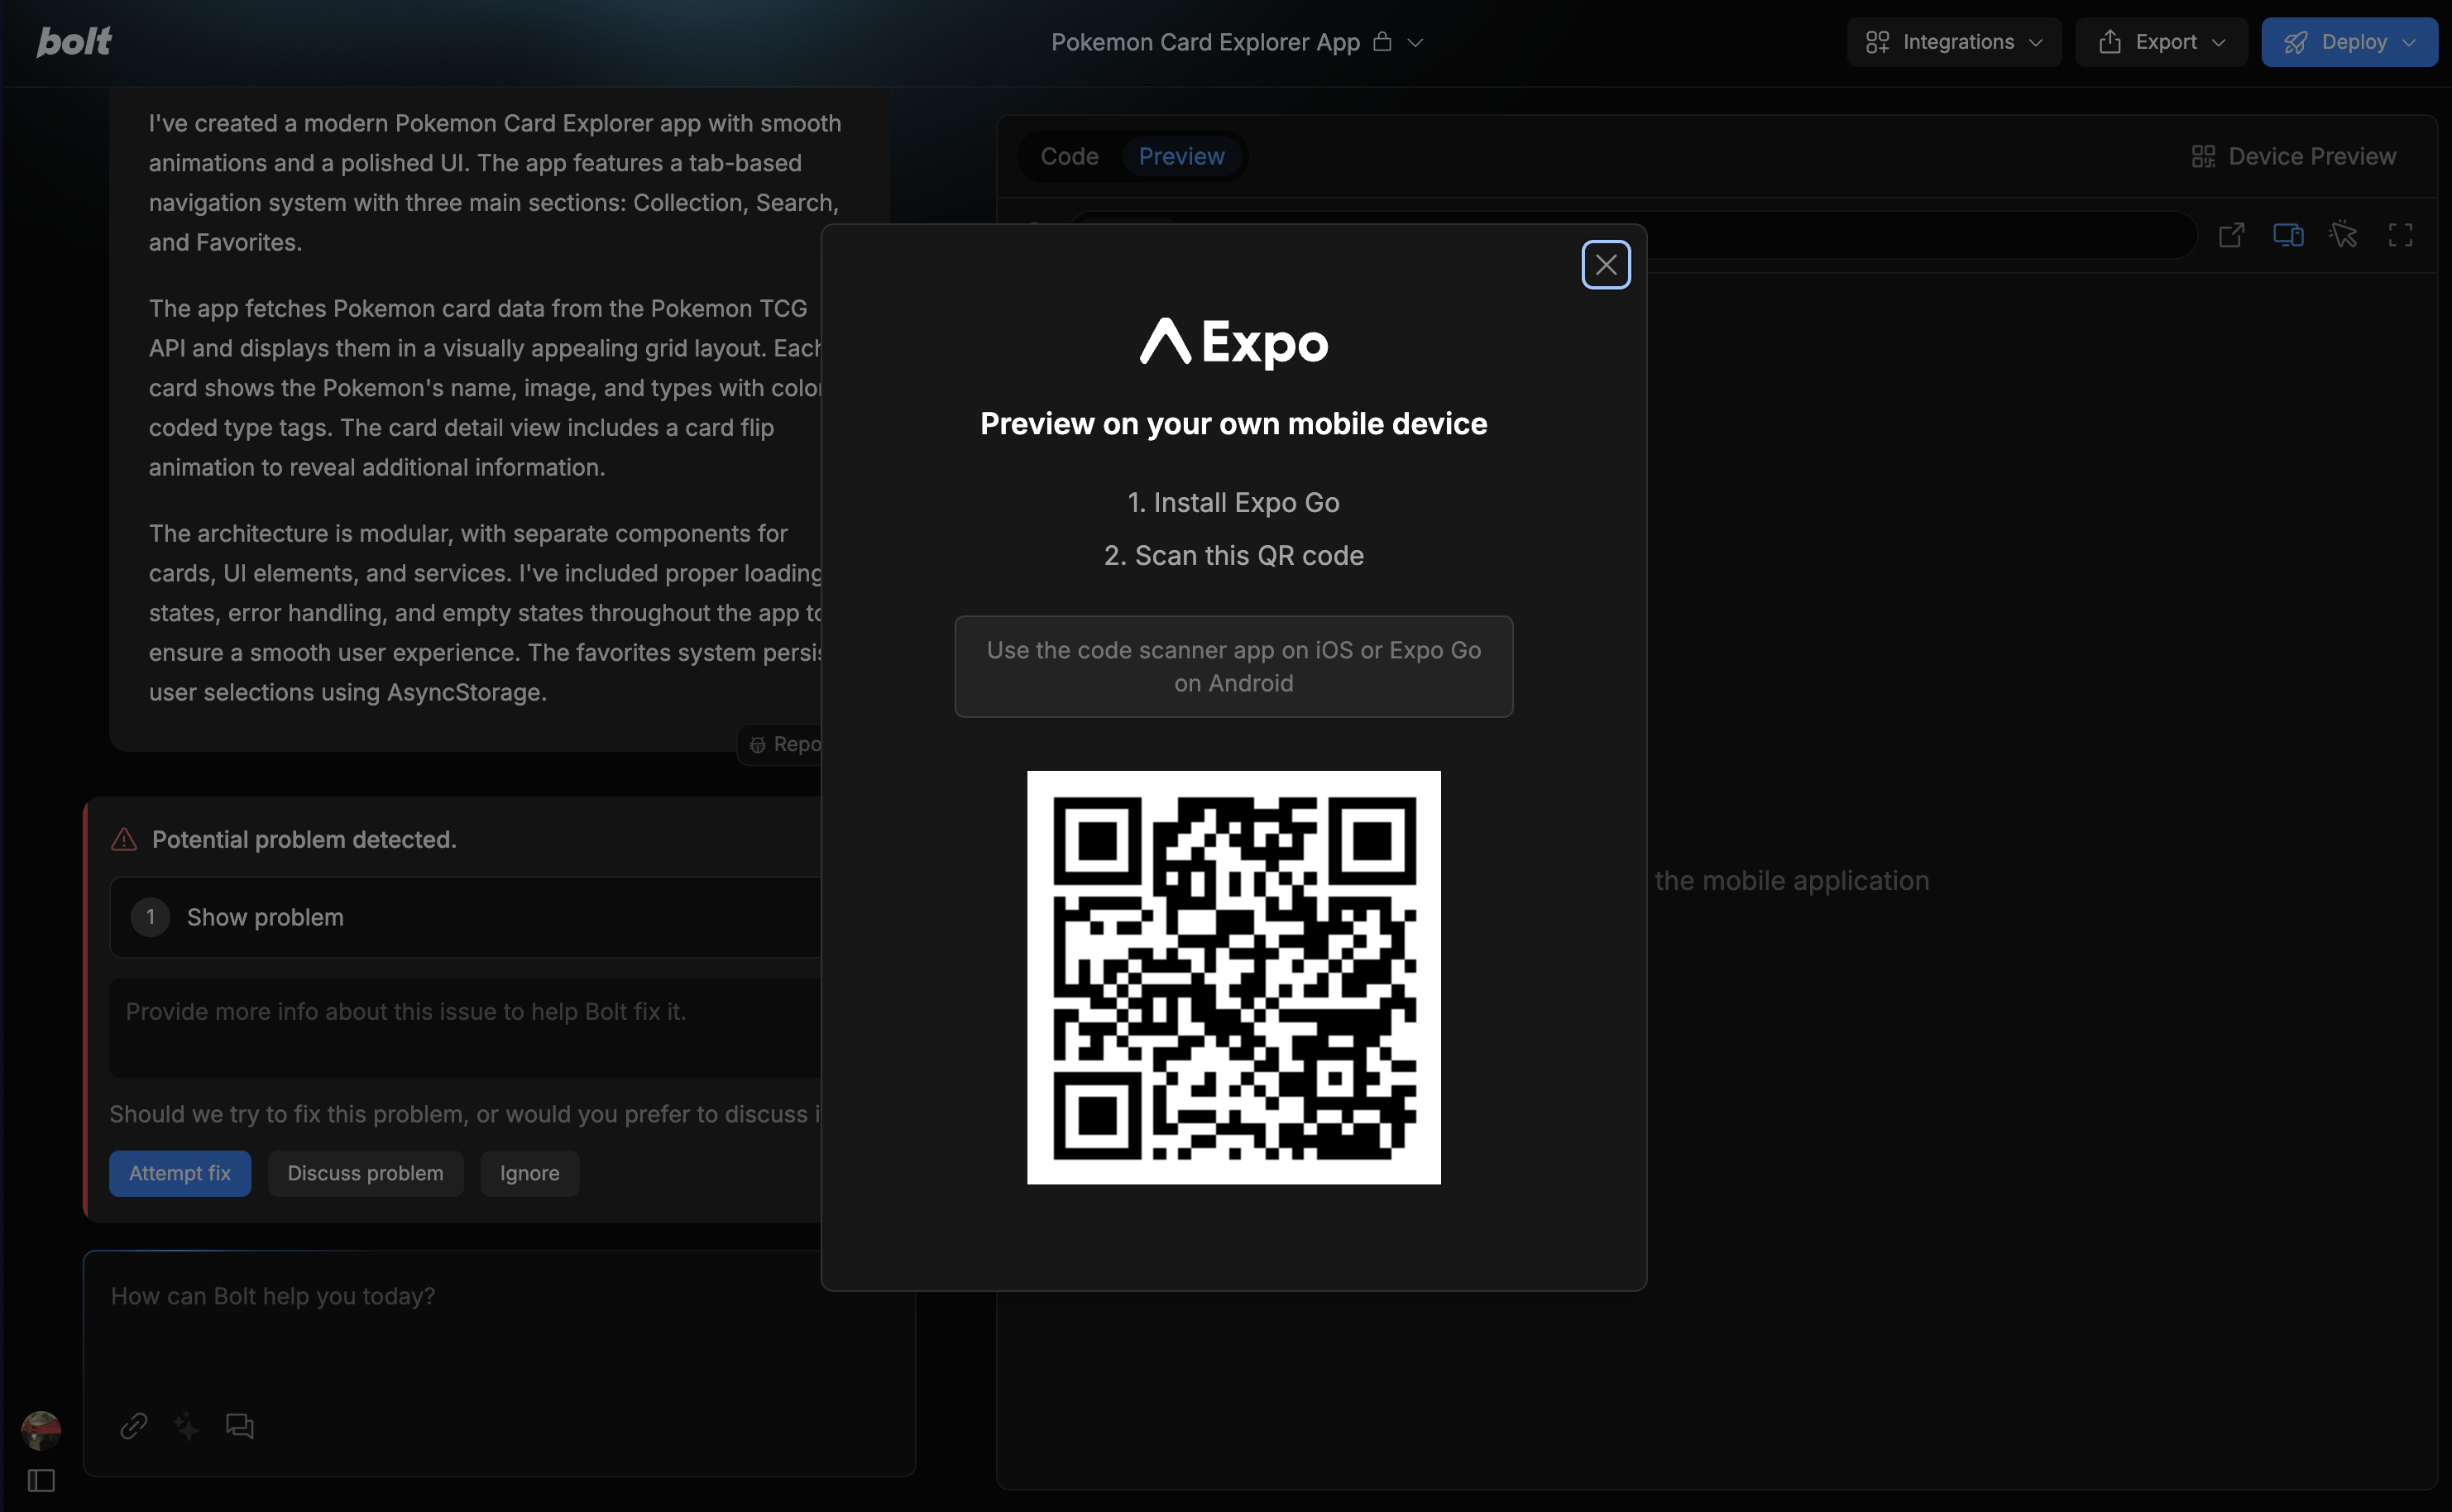 bolt
Pokemon Card Explorer App
Integrations
Export
Deploy
I've created a modern Pokemon Card Explorer app with smooth
animations and a polished UI. The app features a tab-based
navigation system with three main sections: Collection, Search,
and Favorites.
The app fetches Pokemon card data from the Pokemon TCG
API and displays them in a visually appealing grid layout. Each
card shows the Pokemon's name, image, and types with color
coded type tags. The card detail view includes a card flip
animation to reveal additional information.
The architecture is modular, with separate components for
cards, UI elements, and services. I've included proper loading
states, error handling, and empty states throughout the app to
ensure a smooth user experience. The favorites system
user selections using AsyncStorage.
Potential problem detected.
1 Show problem
Provide more info about this issue to help Bolt fix it.
Should we try to fix this problem, or would you prefer to discuss
Attempt fix
Discuss problem
Ignore
How can Bolt help you today?
Code
Preview
Device Preview
Expo
Preview on your own mobile device
1. Install Expo Go
2. Scan this QR code
Use the code scanner app on iOS or Expo Go
on Android
the mobile application